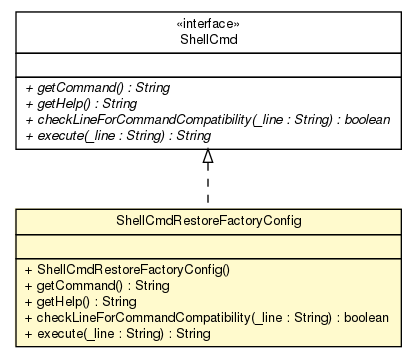 «interface»
ShellCmd
+ getCommand() : String
+ getHelp() : String
+ checkLineForCommandCompatibility(_line : String) : boolean
+ execute(_line : String) : String
ShellCmdRestoreFactoryConfig
+ ShellCmdRestoreFactoryConfig()
+ getCommand() : String
+ getHelp() : String
+ checkLineForCommandCompatibility(_line : String) : boolean
+ execute(_line : String) : String